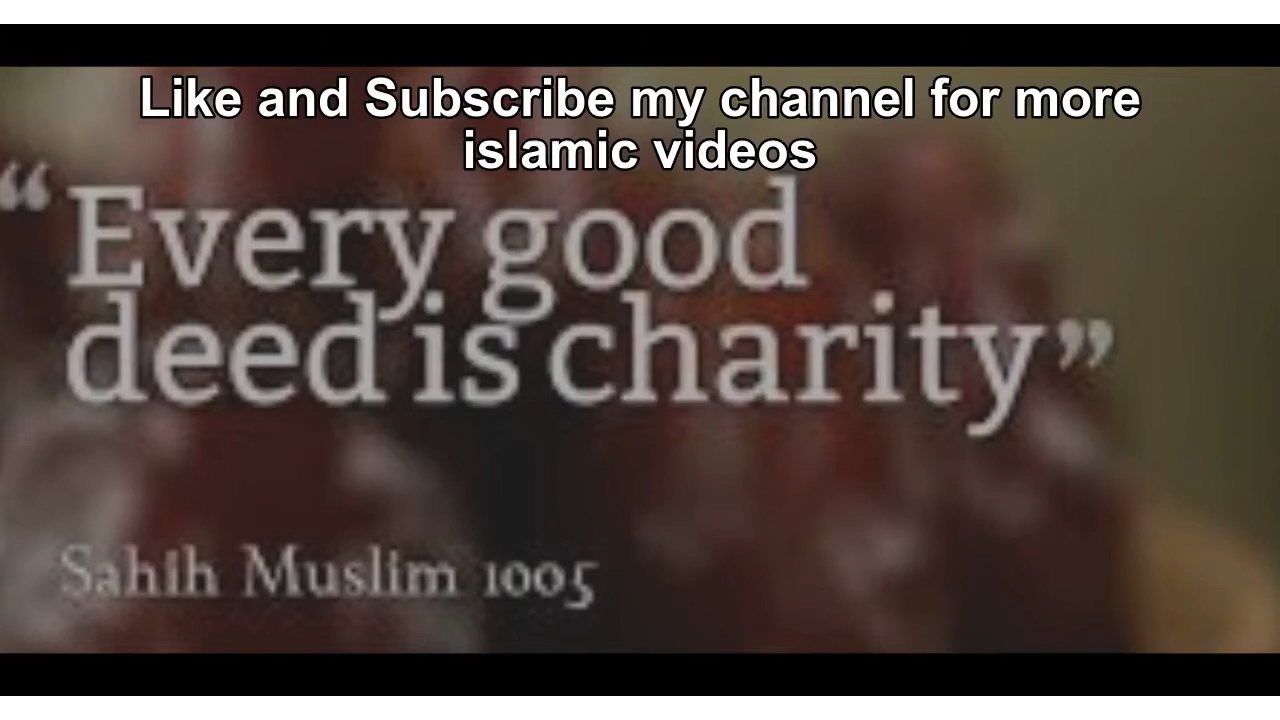 Like and Subscribe my channel for more
islamic videos
“Every good
deed is charity”
Sahih Muslim 1005